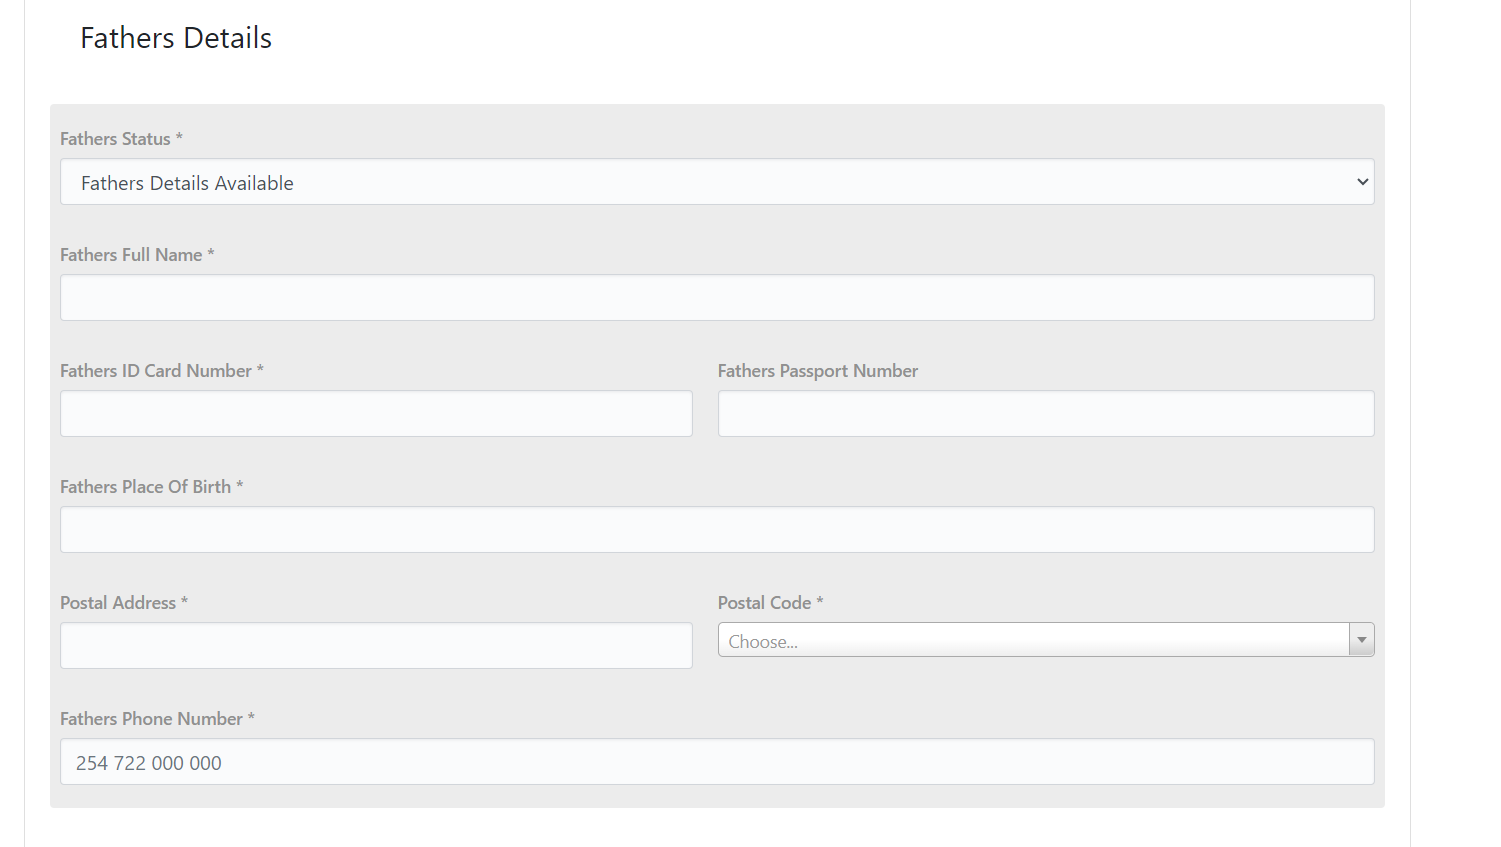 Fathers Details
Fathers Status *
Fathers Details Available
Fathers Full Name *
Fathers ID Card Number *
Fathers Passport Number
Fathers Place Of Birth *
Postal Address *
Postal Code *
Choose...
Fathers Phone Number *
254 722 000 000